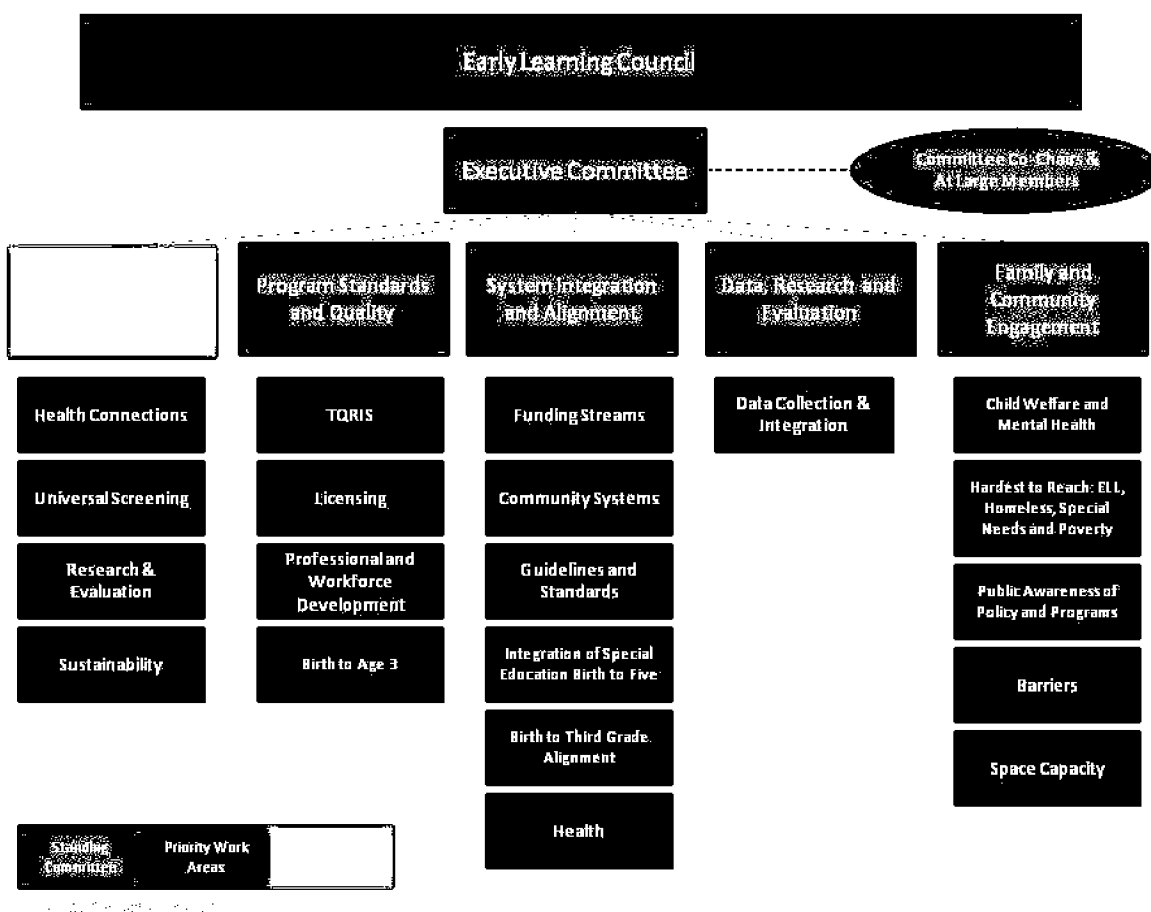 Early Learning Council
Executive Committee
Committee Co-Chairs &
At Large Members
Program Standards
and Quality
System Integration
and Alignment
Data, Research and
Evaluation
Family and
Community
Engagement
Health Connections
Universal Screening
Research &
Evaluation
Sustainability
TQRIS
Licensing
Professional and
Workforce
Development
Birth to Age 3
Funding Streams
Community Systems
Guidelines and
Standards
Integration of Special
Education Birth to Five
Birth to Third Grade
Alignment
Health
Data Collection &
Integration
Child Welfare and
Mental Health
Hardest to Reach: ELL,
Homeless, Special
Needs and Poverty
Public Awareness of
Policy and Programs
Barriers
Space Capacity
Standing
Committee
Priority Work
Areas